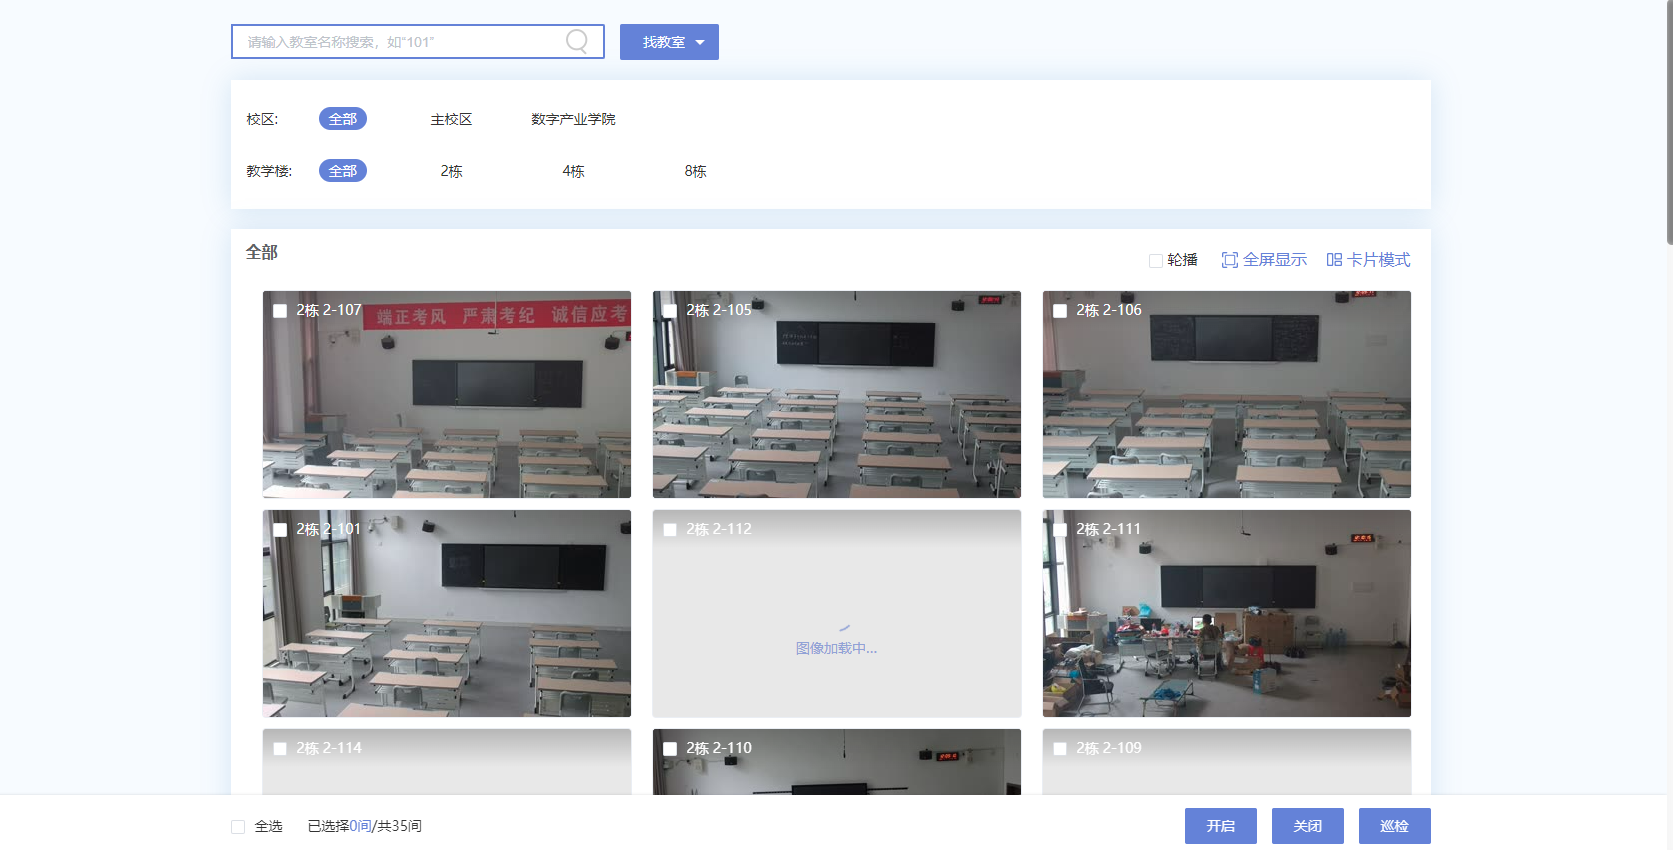 请输入教室名称搜索，如“101”
找教室
校区:
全部
主校区
数字产业学院
教学楼:
全部
2栋
4栋
8栋
全部
轮播
全屏显示
卡片模式
2栋 2-107
端正考风 严肃考纪 诚信应考
2栋 2-105
2栋 2-106
2栋 2-101
2栋 2-112
图像加载中...
2栋 2-111
2栋 2-114
2栋 2-110
2栋 2-109
全选
已选择0间/共35间
开启
关闭
巡检